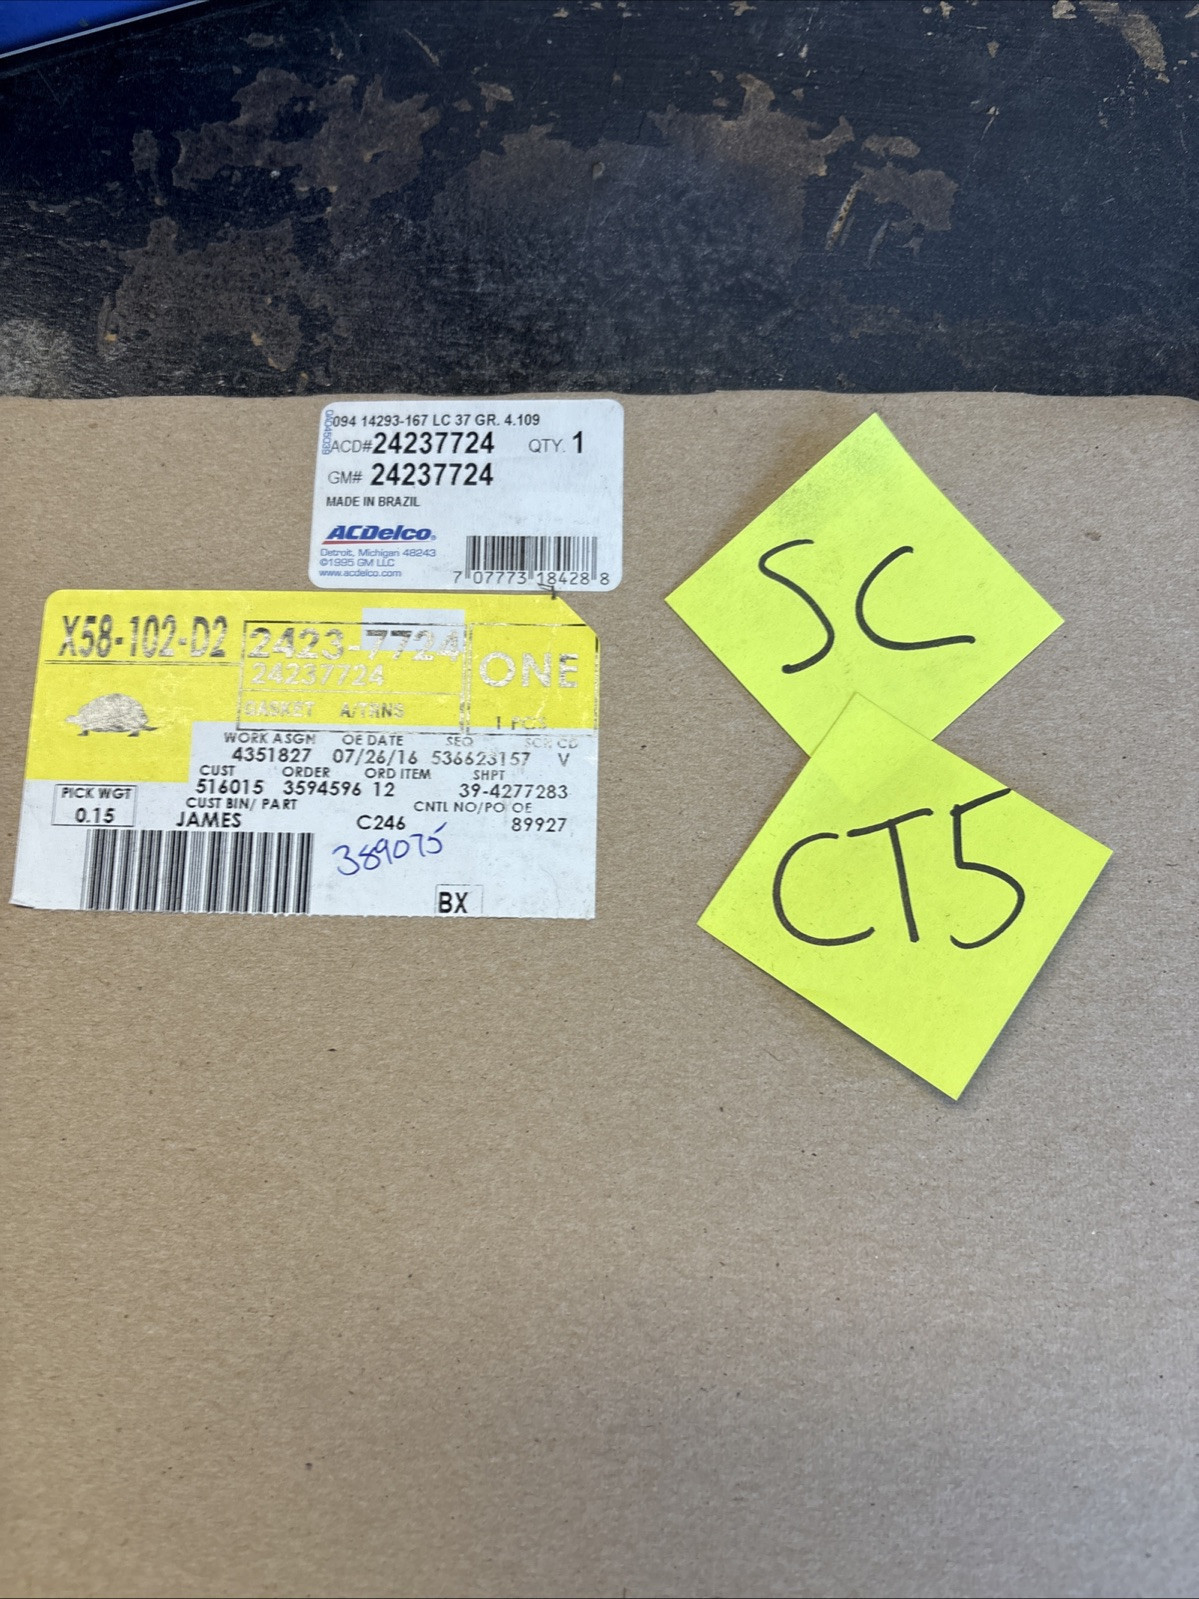 094 14293-167 LC 37 GR. 4.109
ACD# 24237724 QTY. 1
GM# 24237724
MADE IN BRAZIL
ACDelco®
Detroit, Michigan 48243
©1995 GM LLC
www.acdelco.com
7 07773 18428 8
X58-102-D2
2423-7724
24237724
ONE
GASKET A/TRNS
1 PCS
WORK ASGN OE DATE SEQ SCR CD
4351827 07/26/16 536623157 V
CUST ORDER ORD ITEM SHPT
516015 3594596 12 39-4277283
PICK WGT
0.15
CUST BIN/ PART CNTL NO/PO OE
JAMES C246 89927
389075
BX
SC
CT5